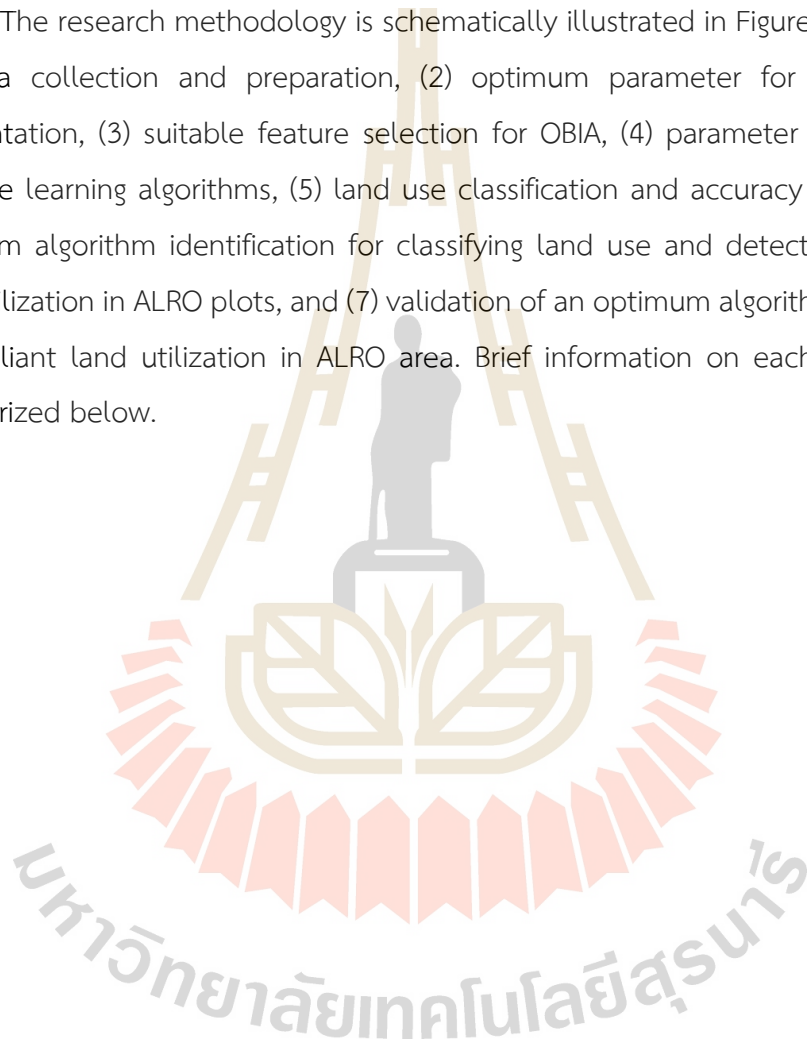 The research methodology is schematically illustrated in Figure
a collection and preparation, (2) optimum parameter for
ntation, (3) suitable feature selection for OBIA, (4) parameter
e learning algorithms, (5) land use classification and accuracy
m algorithm identification for classifying land use and detect
ilization in ALRO plots, and (7) validation of an optimum algorith
liant land utilization in ALRO area. Brief information on each
rized below.
มหาวิทยาลัยเทคโนโลยีสุรนารี